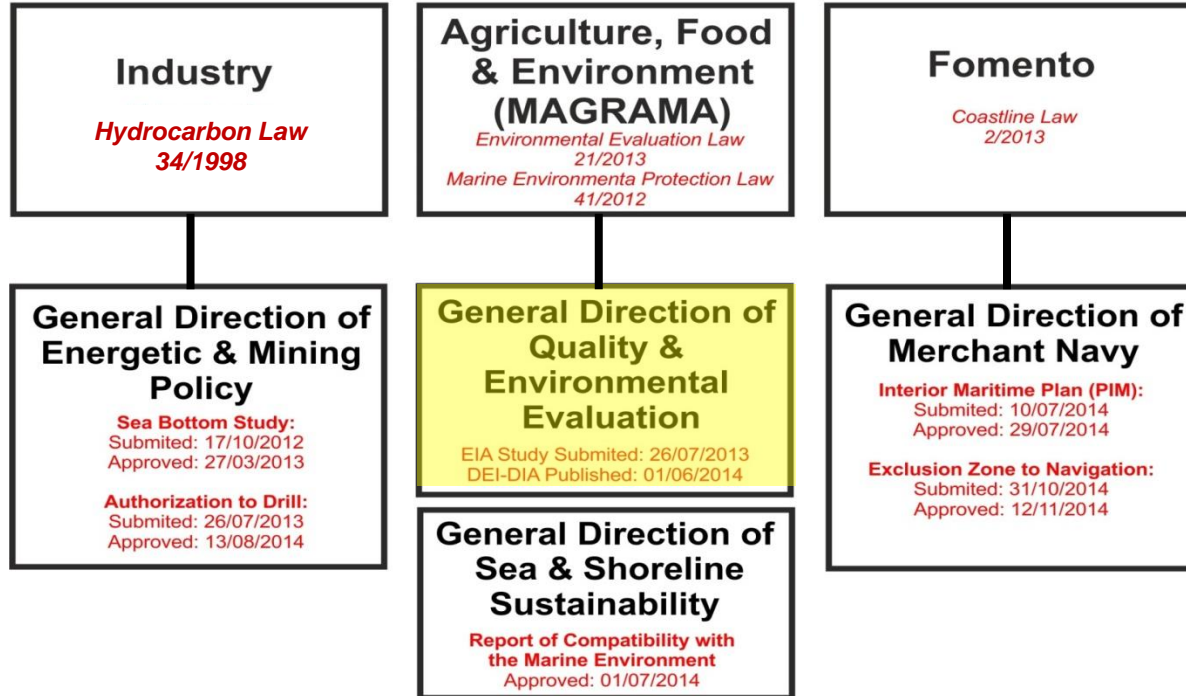 Industry
Hydrocarbon Law
34/1998
Agriculture, Food
& Environment
(MAGRAMA)
Environmental Evaluation Law
21/2013
Marine Environmenta Protection Law
41/2012
Fomento
Coastline Law
2/2013
General Direction of
Energetic & Mining
Policy
Sea Bottom Study:
Submited: 17/10/2012
Approved: 27/03/2013
Authorization to Drill:
Submited: 26/07/2013
Approved: 13/08/2014
General Direction of
Quality &
Environmental
Evaluation
EIA Study Submited: 26/07/2013
DEI-DIA Published: 01/06/2014
General Direction of
Merchant Navy
Interior Maritime Plan (PIM):
Submited: 10/07/2014
Approved: 29/07/2014
Exclusion Zone to Navigation:
Submited: 31/10/2014
Approved: 12/11/2014
General Direction of
Sea & Shoreline
Sustainability
Report of Compatibility with
the Marine Environment
Approved: 01/07/2014